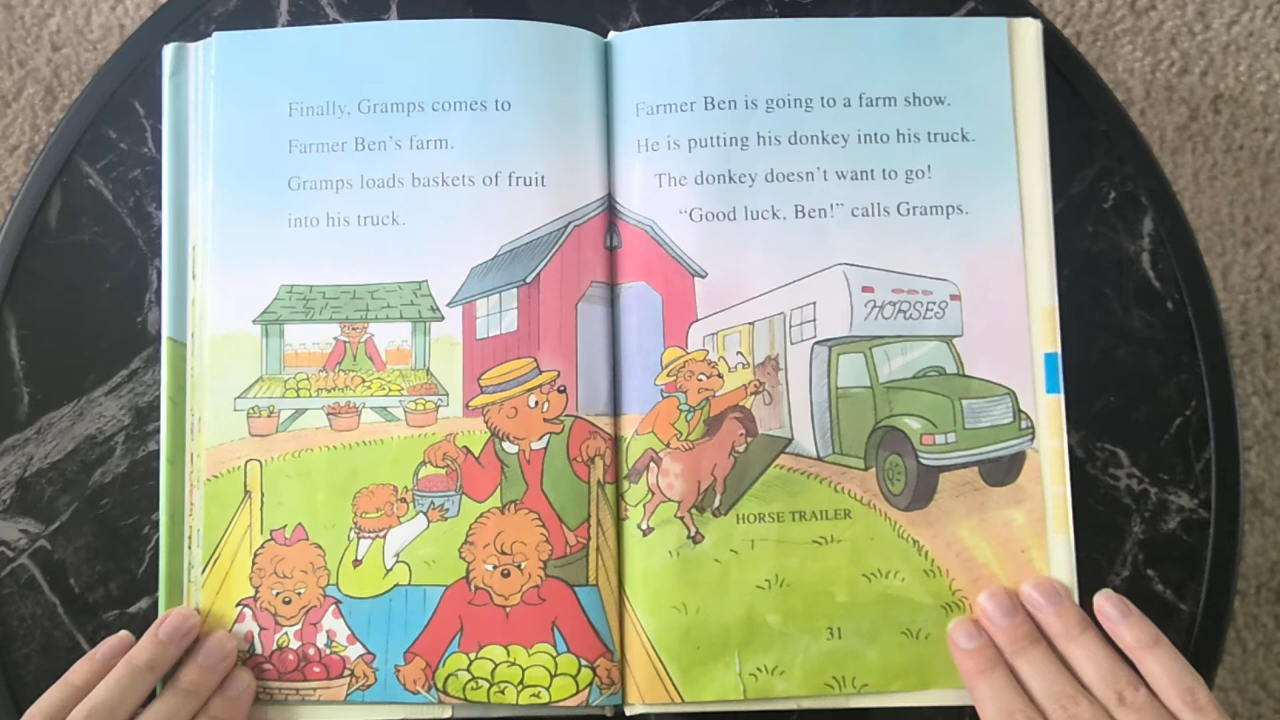 Finally, Gramps comes to
Farmer Ben's farm.
Gramps loads baskets of fruit
into his truck.
Farmer Ben is going to a farm show.
He is putting his donkey into his truck.
The donkey doesn't want to go!
“Good luck, Ben!” calls Gramps.
HORSES
HORSE TRAILER
31